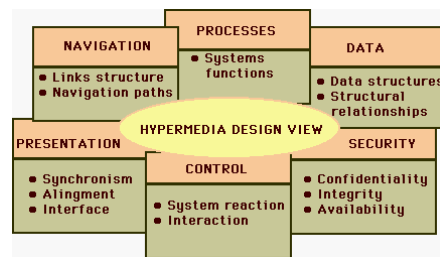 PROCESSES
• Systems
functions
NAVIGATION
• Links structure
• Navigation paths
DATA
• Data structures
• Structural
relationships
HYPERMEDIA DESIGN VIEW
PRESENTATION
• Synchronism
• Alingment
• Interface
CONTROL
• System reaction
• Interaction
SECURITY
• Confidentiality
• Integrity
• Availability